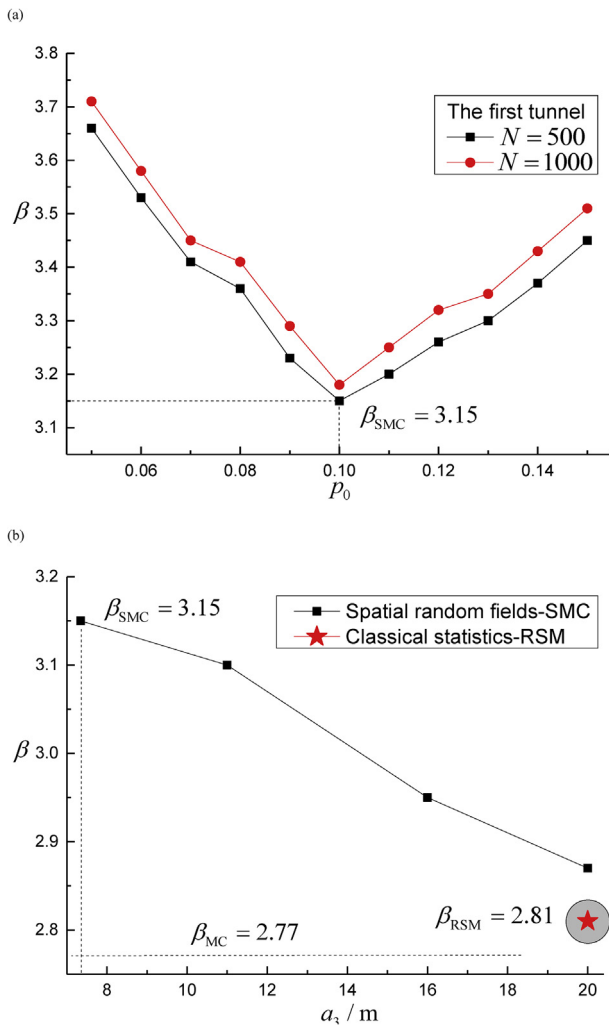 (a)
3.8
3.7
3.6
3.5
β
3.4
3.3
3.2
3.1
The first tunnel
N = 500
N = 1000
β_SMC = 3.15
0.06 0.08 0.10 0.12 0.14
p_0
(b)
3.2
3.1
β 3.0
2.9
2.8
β_SMC = 3.15
Spatial random fields-SMC
Classical statistics-RSM
β_RSM = 2.81
β_MC = 2.77
8 10 12 14 16 18 20
a_3 / m